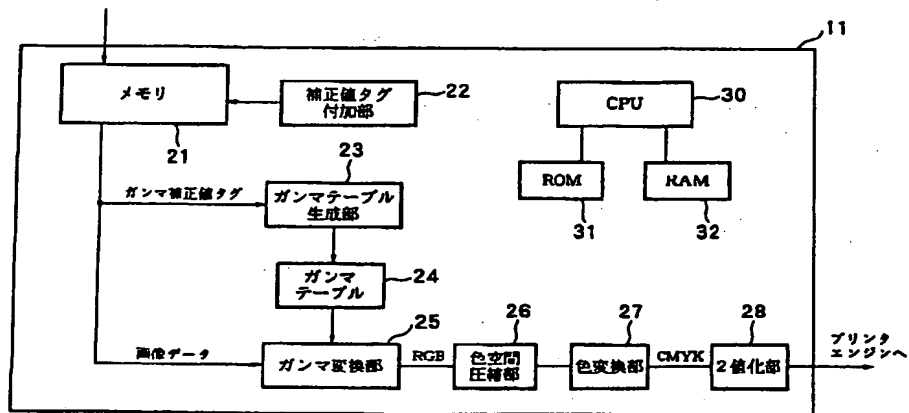 11
メモリ
21
補正値タグ
付加部
22
CPU
30
ROM
31
RAM
32
ガンマ補正値タグ
23
ガンマテーブル
生成部
ガンマ
テーブル
24
25
画像データ
ガンマ変換部
RGB
26
色空間
圧縮部
27
色変換部
CMYK
28
2値化部
プリンタ
エンジンへ